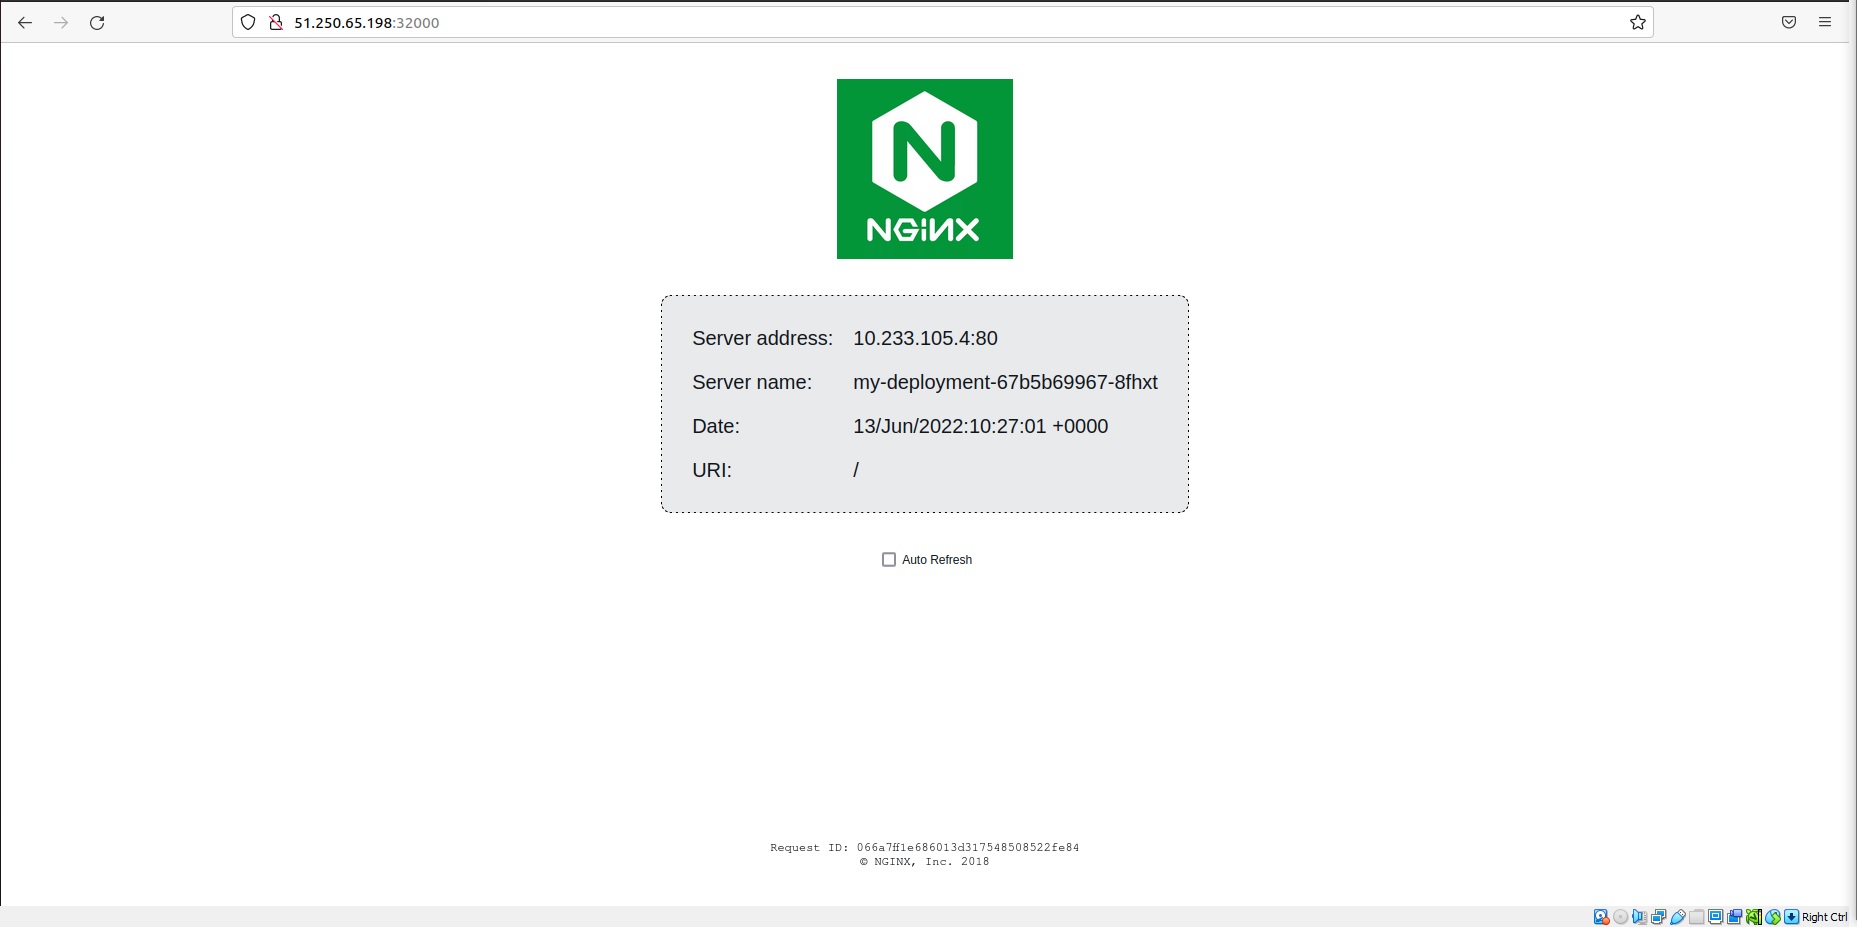 51.250.65.198:32000
N
NGINX
Server address: 10.233.105.4:80
Server name: my-deployment-67b5b69967-8fhxt
Date: 13/Jun/2022:10:27:01 +0000
URI: /
Auto Refresh
Request ID: 066a7ff1e686013d317548508522fe84
© NGINX, Inc. 2018
Right Ctrl